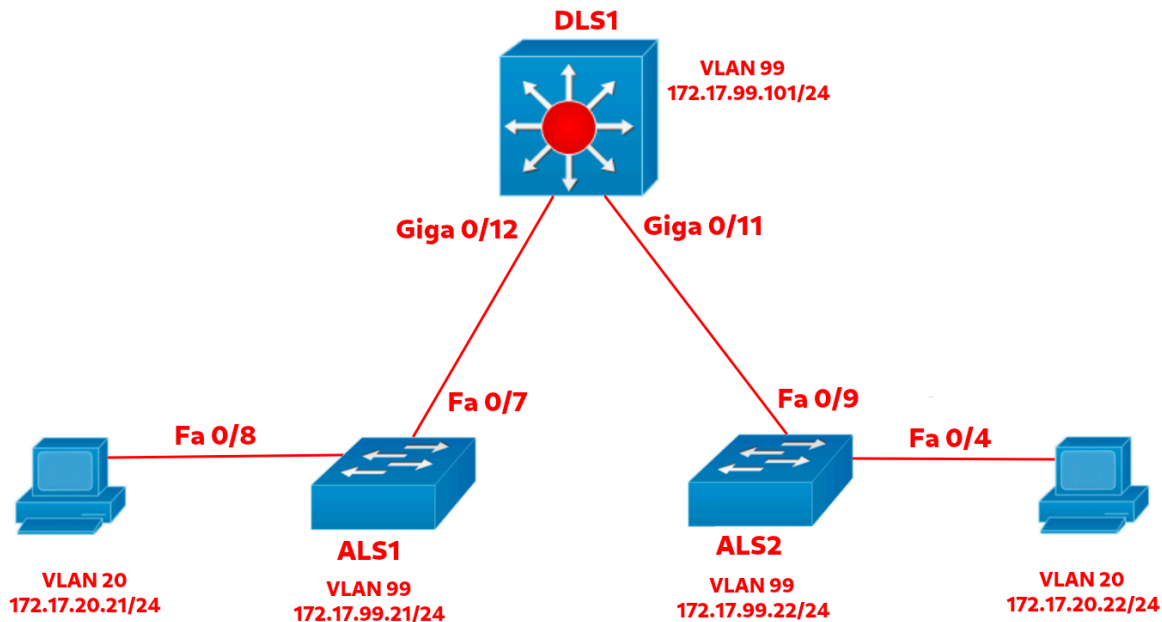 DLS1
VLAN 99
172.17.99.101/24
Giga 0/12
Giga 0/11
Fa 0/7
Fa 0/9
Fa 0/8
Fa 0/4
ALS1
ALS2
VLAN 20
172.17.20.21/24
VLAN 99
172.17.99.21/24
VLAN 99
172.17.99.22/24
VLAN 20
172.17.20.22/24